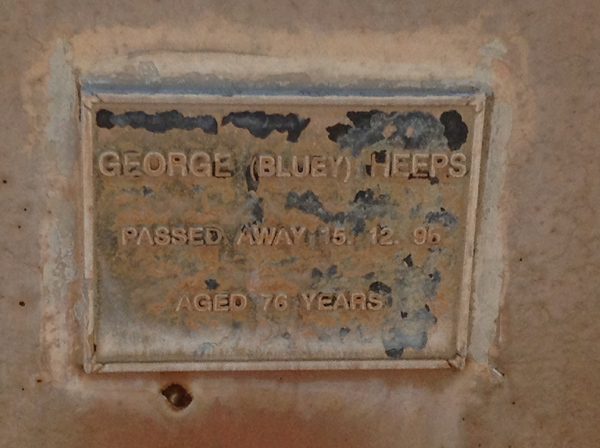 GEORGE (BLUEY) HEEPS
PASSED AWAY 15. 12. 95
AGED 76 YEARS